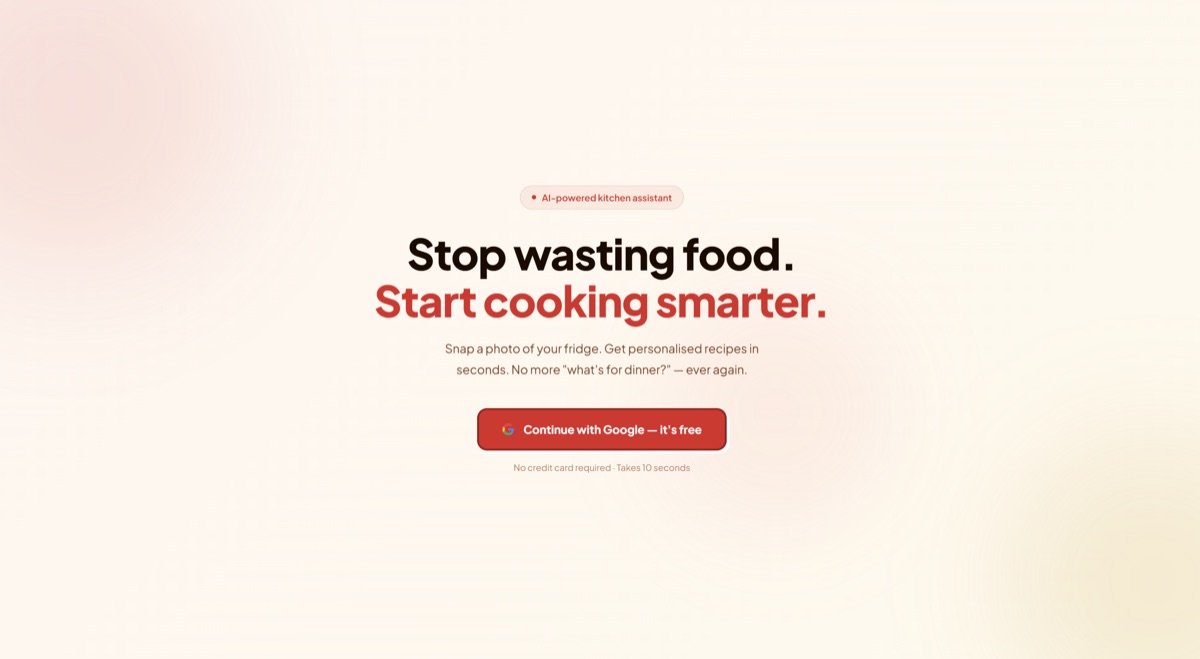 AI-powered kitchen assistant
Stop wasting food.
Start cooking smarter.
Snap a photo of your fridge. Get personalised recipes in
seconds. No more "what's for dinner?" — ever again.
Continue with Google — it's free
No credit card required · Takes 10 seconds